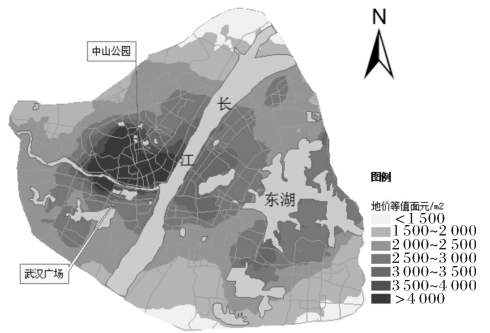 N
中山公园
长
江
东湖
武汉广场
图例
地价等值面元/m2
<1 500
1 500~2 000
2 000~2 500
2 500~3 000
3 000~3 500
3 500~4 000
>4 000